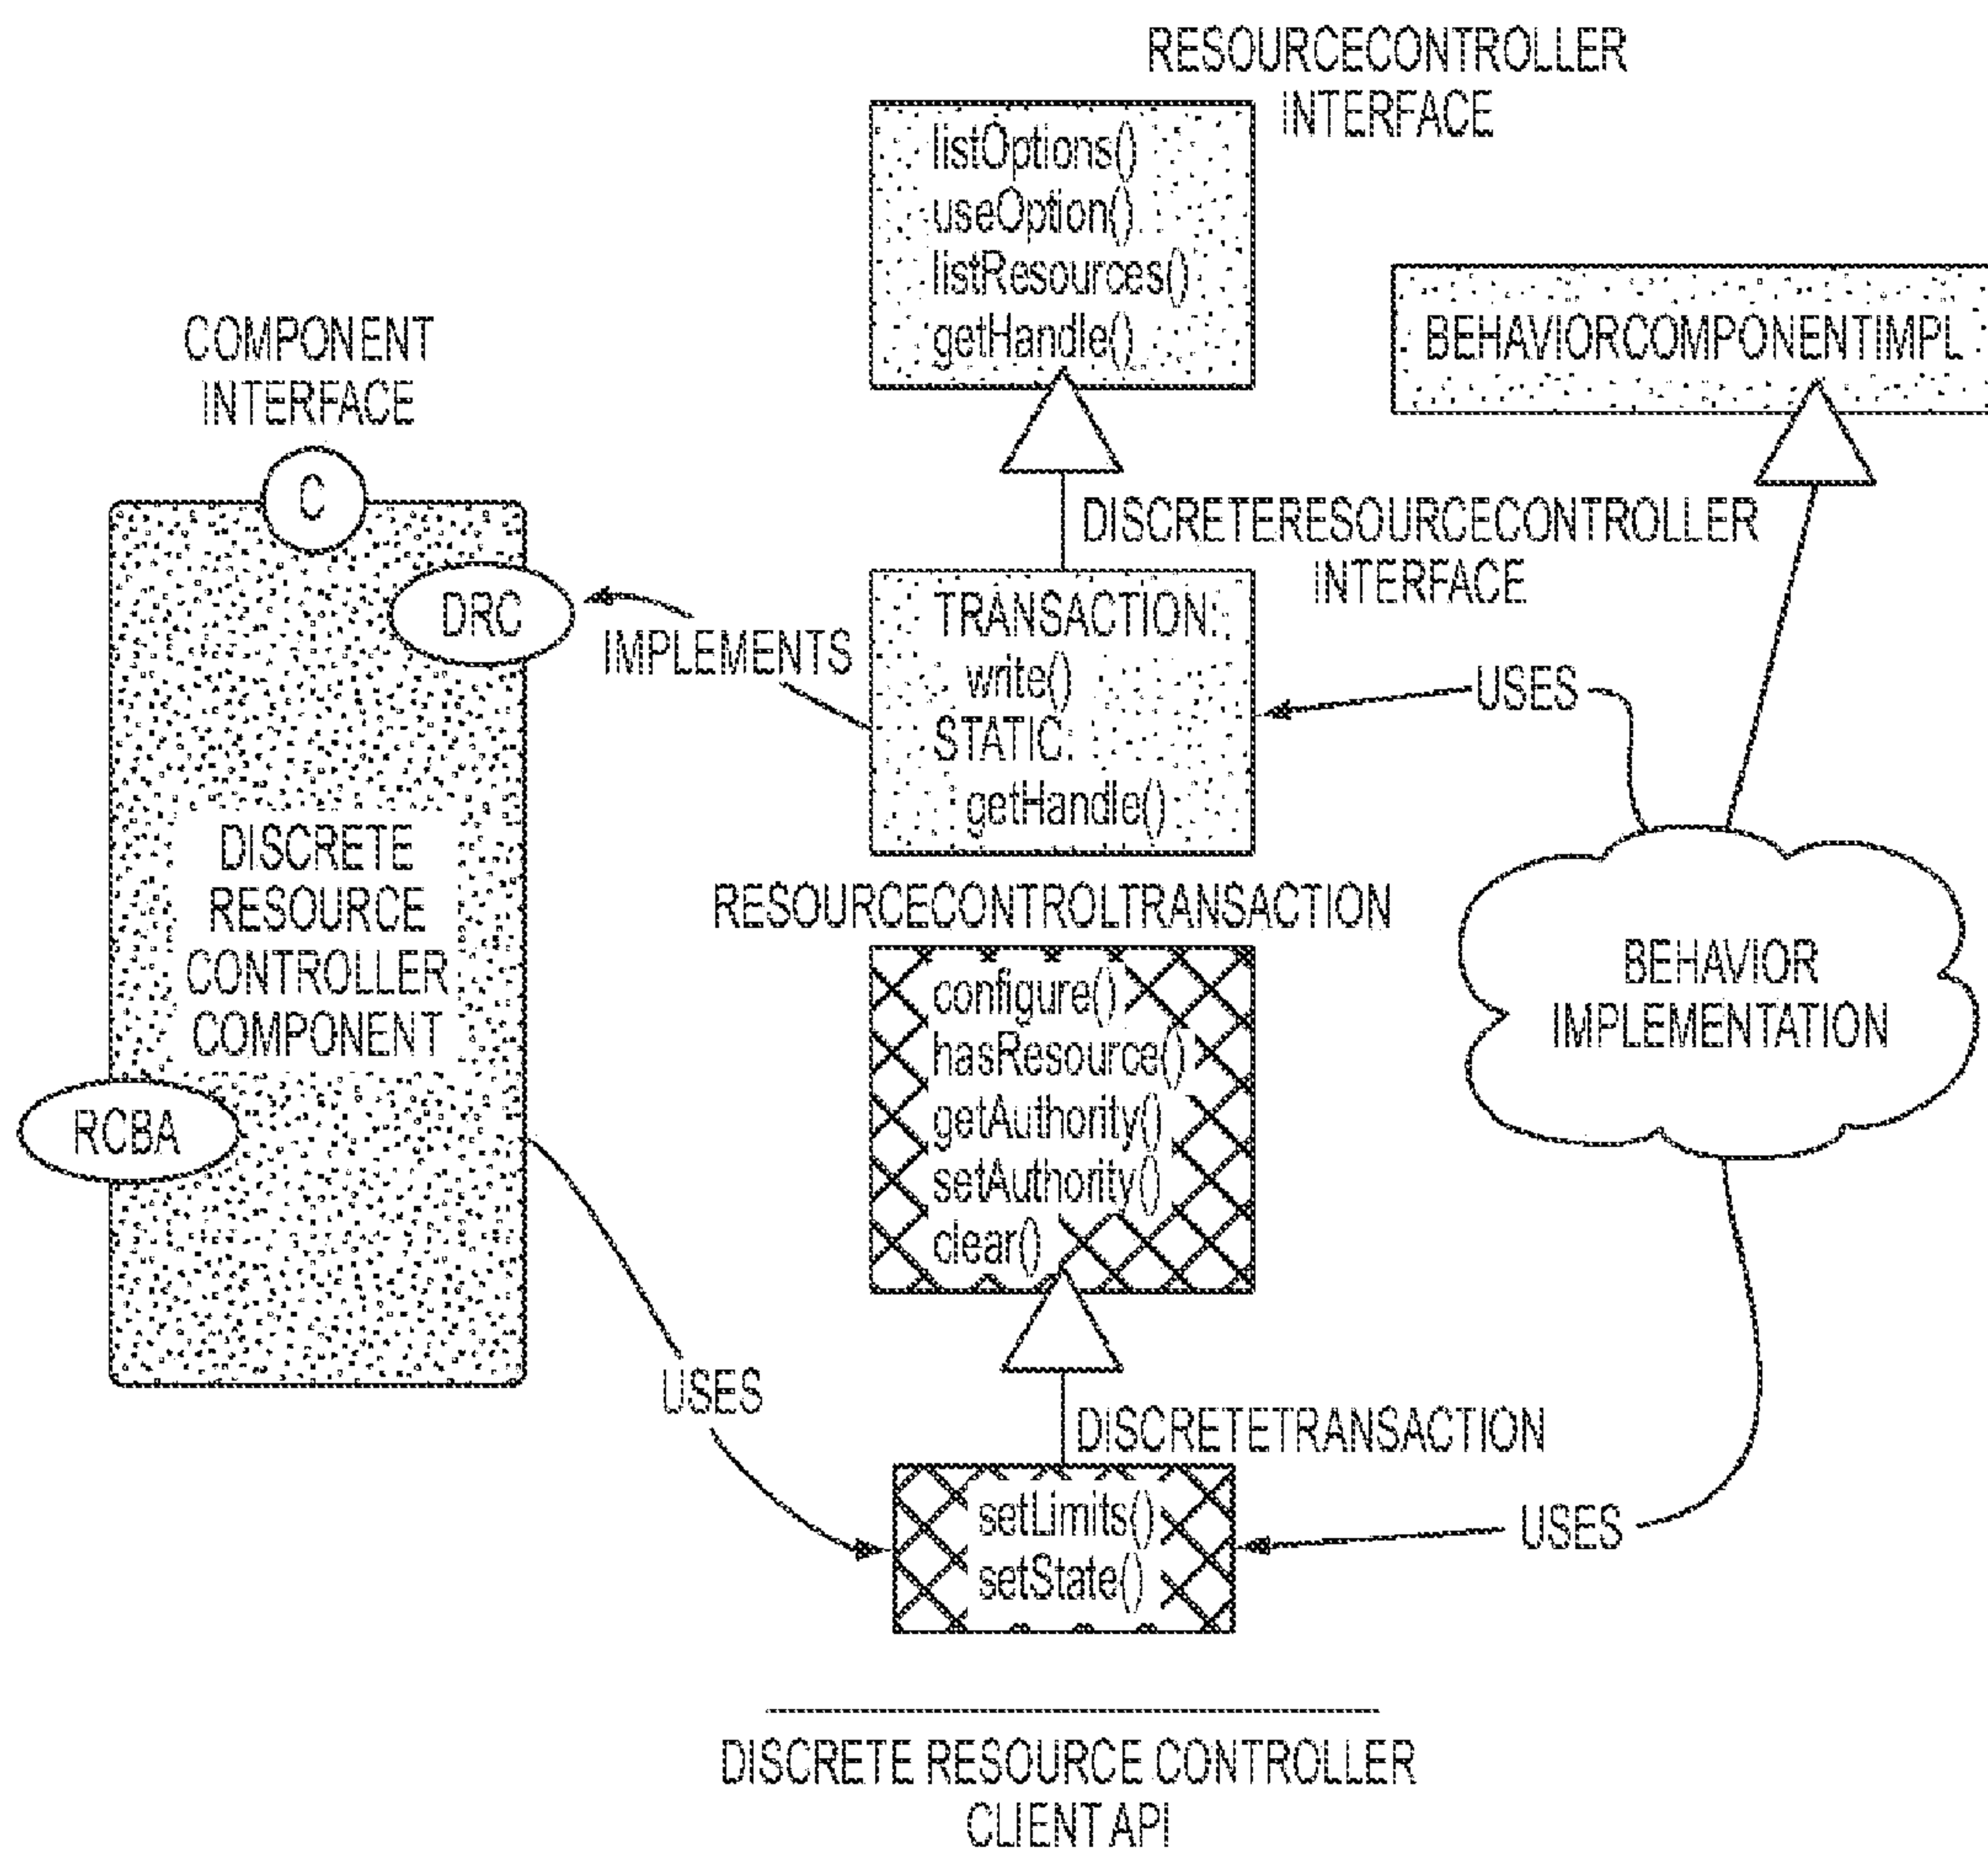 RESOURCECONTROLLER
INTERFACE
listOptions()
useOption()
listResources()
getHandle()
BEHAVIORCOMPONENTIMPL
COMPONENT
INTERFACE
C
DRC
IMPLEMENTS
DISCRETERESOURCECONTROLLER
INTERFACE
TRANSACTION:
write()
STATIC:
getHandle()
USES
DISCRETE
RESOURCE
CONTROLLER
COMPONENT
RCBA
RESOURCECONTROLTRANSACTION
configure()
hasResource()
getAuthority()
setAuthority()
clear()
BEHAVIOR
IMPLEMENTATION
USES
DISCRETETRANSACTION
setLimits()
setState()
USES
DISCRETE RESOURCE CONTROLLER
CLIENT API